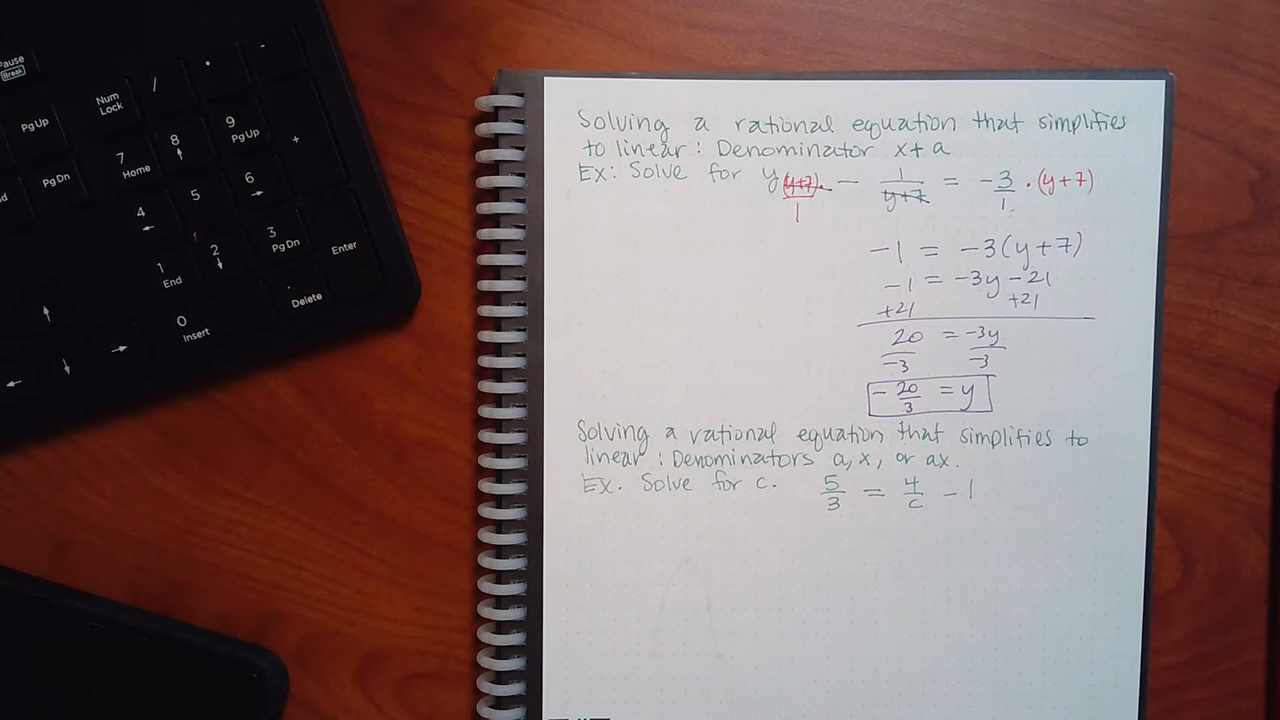 Pause
Break
PgUp
PgDn
Num
Lock
/
-
7
Home
8
9
PgUp
+
4
5
6
1
End
2
3
PgDn
Enter
0
Insert
.
Delete
Solving a rational equation that simplifies
to linear: Denominator x+a
Ex: Solve for y (y+7)/1 · - 1/(y+7) = -3/1 · (y+7)
-1 = -3(y+7)
-1 = -3y -21
+21 +21
20/-3 = -3y/-3
-20/3 = y
Solving a rational equation that simplifies to
linear: Denominators a, x, or ax.
Ex. Solve for c. 5/3 = 4/c - 1